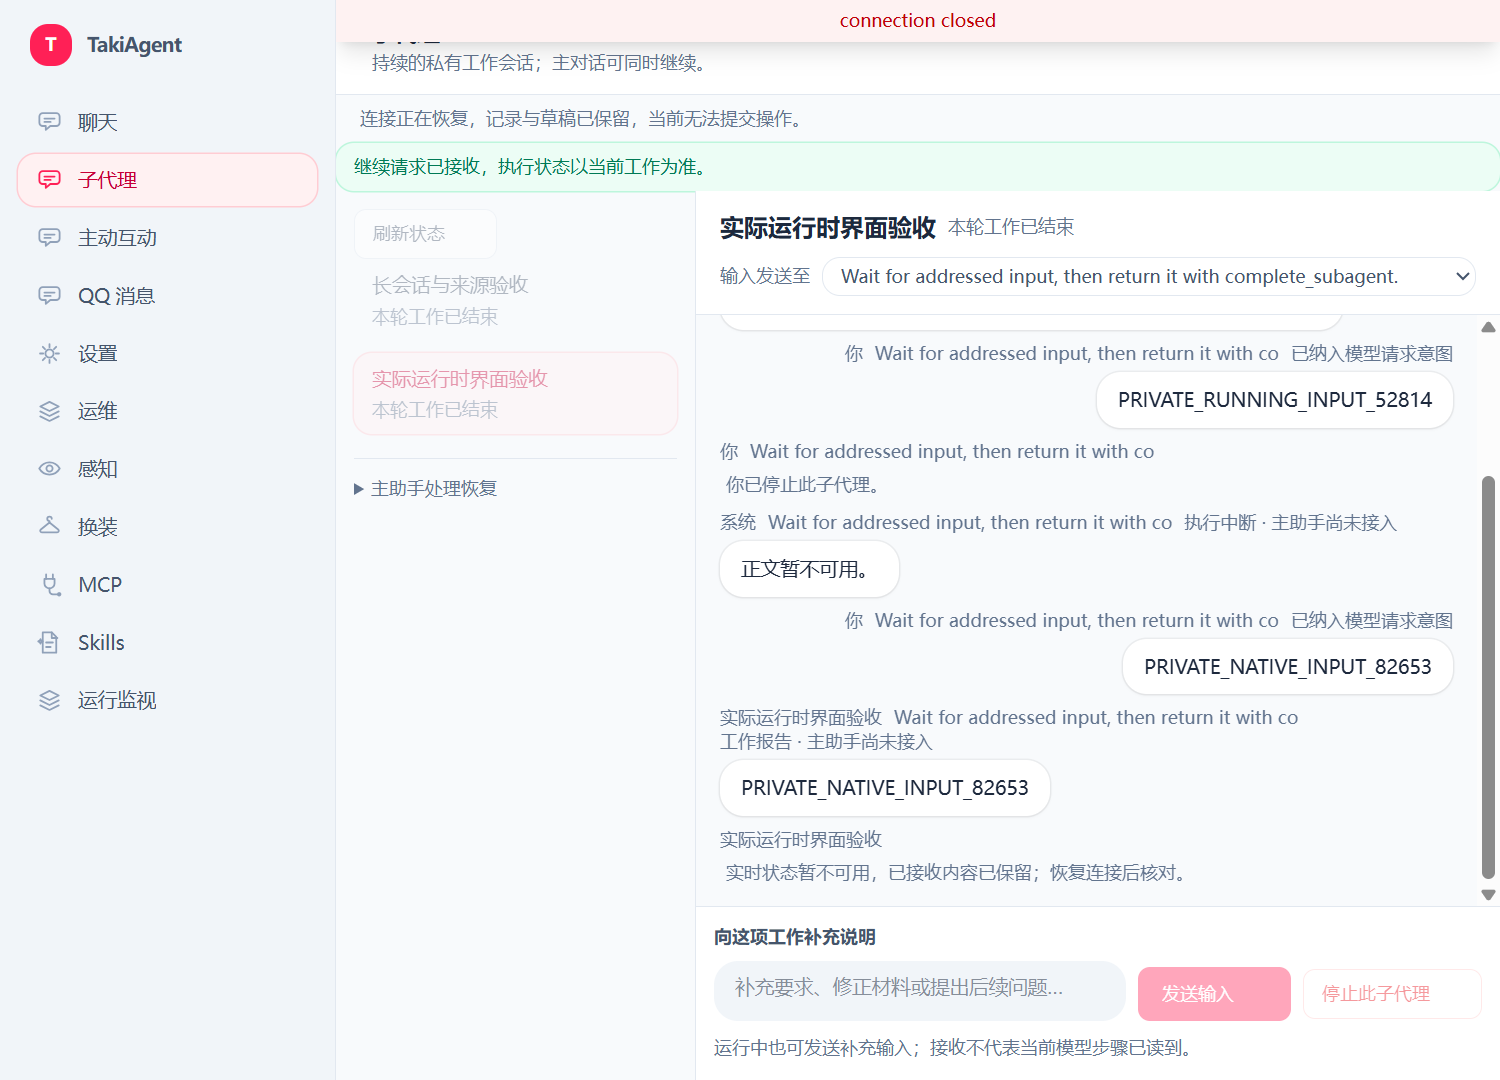 connection closed
T TakiAgent
聊天
子代理
主动互动
QQ 消息
设置
运维
感知
换装
MCP
Skills
运行监视
持续的私有工作会话；主对话可同时继续。
连接正在恢复，记录与草稿已保留，当前无法提交操作。
继续请求已接收，执行状态以当前工作为准。
刷新状态
长会话与来源验收
本轮工作已结束
实际运行时界面验收
本轮工作已结束
主助手处理恢复
实际运行时界面验收 本轮工作已结束
输入发送至 Wait for addressed input, then return it with complete_subagent.
你 Wait for addressed input, then return it with co 已纳入模型请求意图
PRIVATE_RUNNING_INPUT_52814
你 Wait for addressed input, then return it with co
你已停止此子代理。
系统 Wait for addressed input, then return it with co 执行中断 · 主助手尚未接入
正文暂不可用。
你 Wait for addressed input, then return it with co 已纳入模型请求意图
PRIVATE_NATIVE_INPUT_82653
实际运行时界面验收 Wait for addressed input, then return it with co
工作报告 · 主助手尚未接入
PRIVATE_NATIVE_INPUT_82653
实际运行时界面验收
实时状态暂不可用，已接收内容已保留；恢复连接后核对。
向这项工作补充说明
补充要求、修正材料或提出后续问题...
发送输入
停止此子代理
运行中也可发送补充输入；接收不代表当前模型步骤已读到。